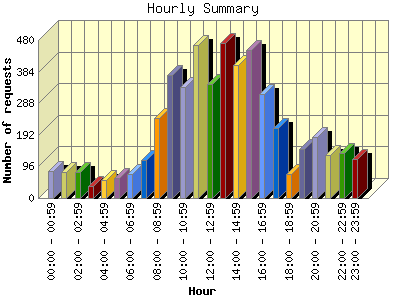 Hourly Summary
Number of requests
480
384
288
192
96
0
00:00 - 00:59
02:00 - 02:59
04:00 - 04:59
06:00 - 06:59
08:00 - 08:59
10:00 - 10:59
12:00 - 12:59
14:00 - 14:59
16:00 - 16:59
18:00 - 18:59
20:00 - 20:59
22:00 - 22:59
23:00 - 23:59
Hour